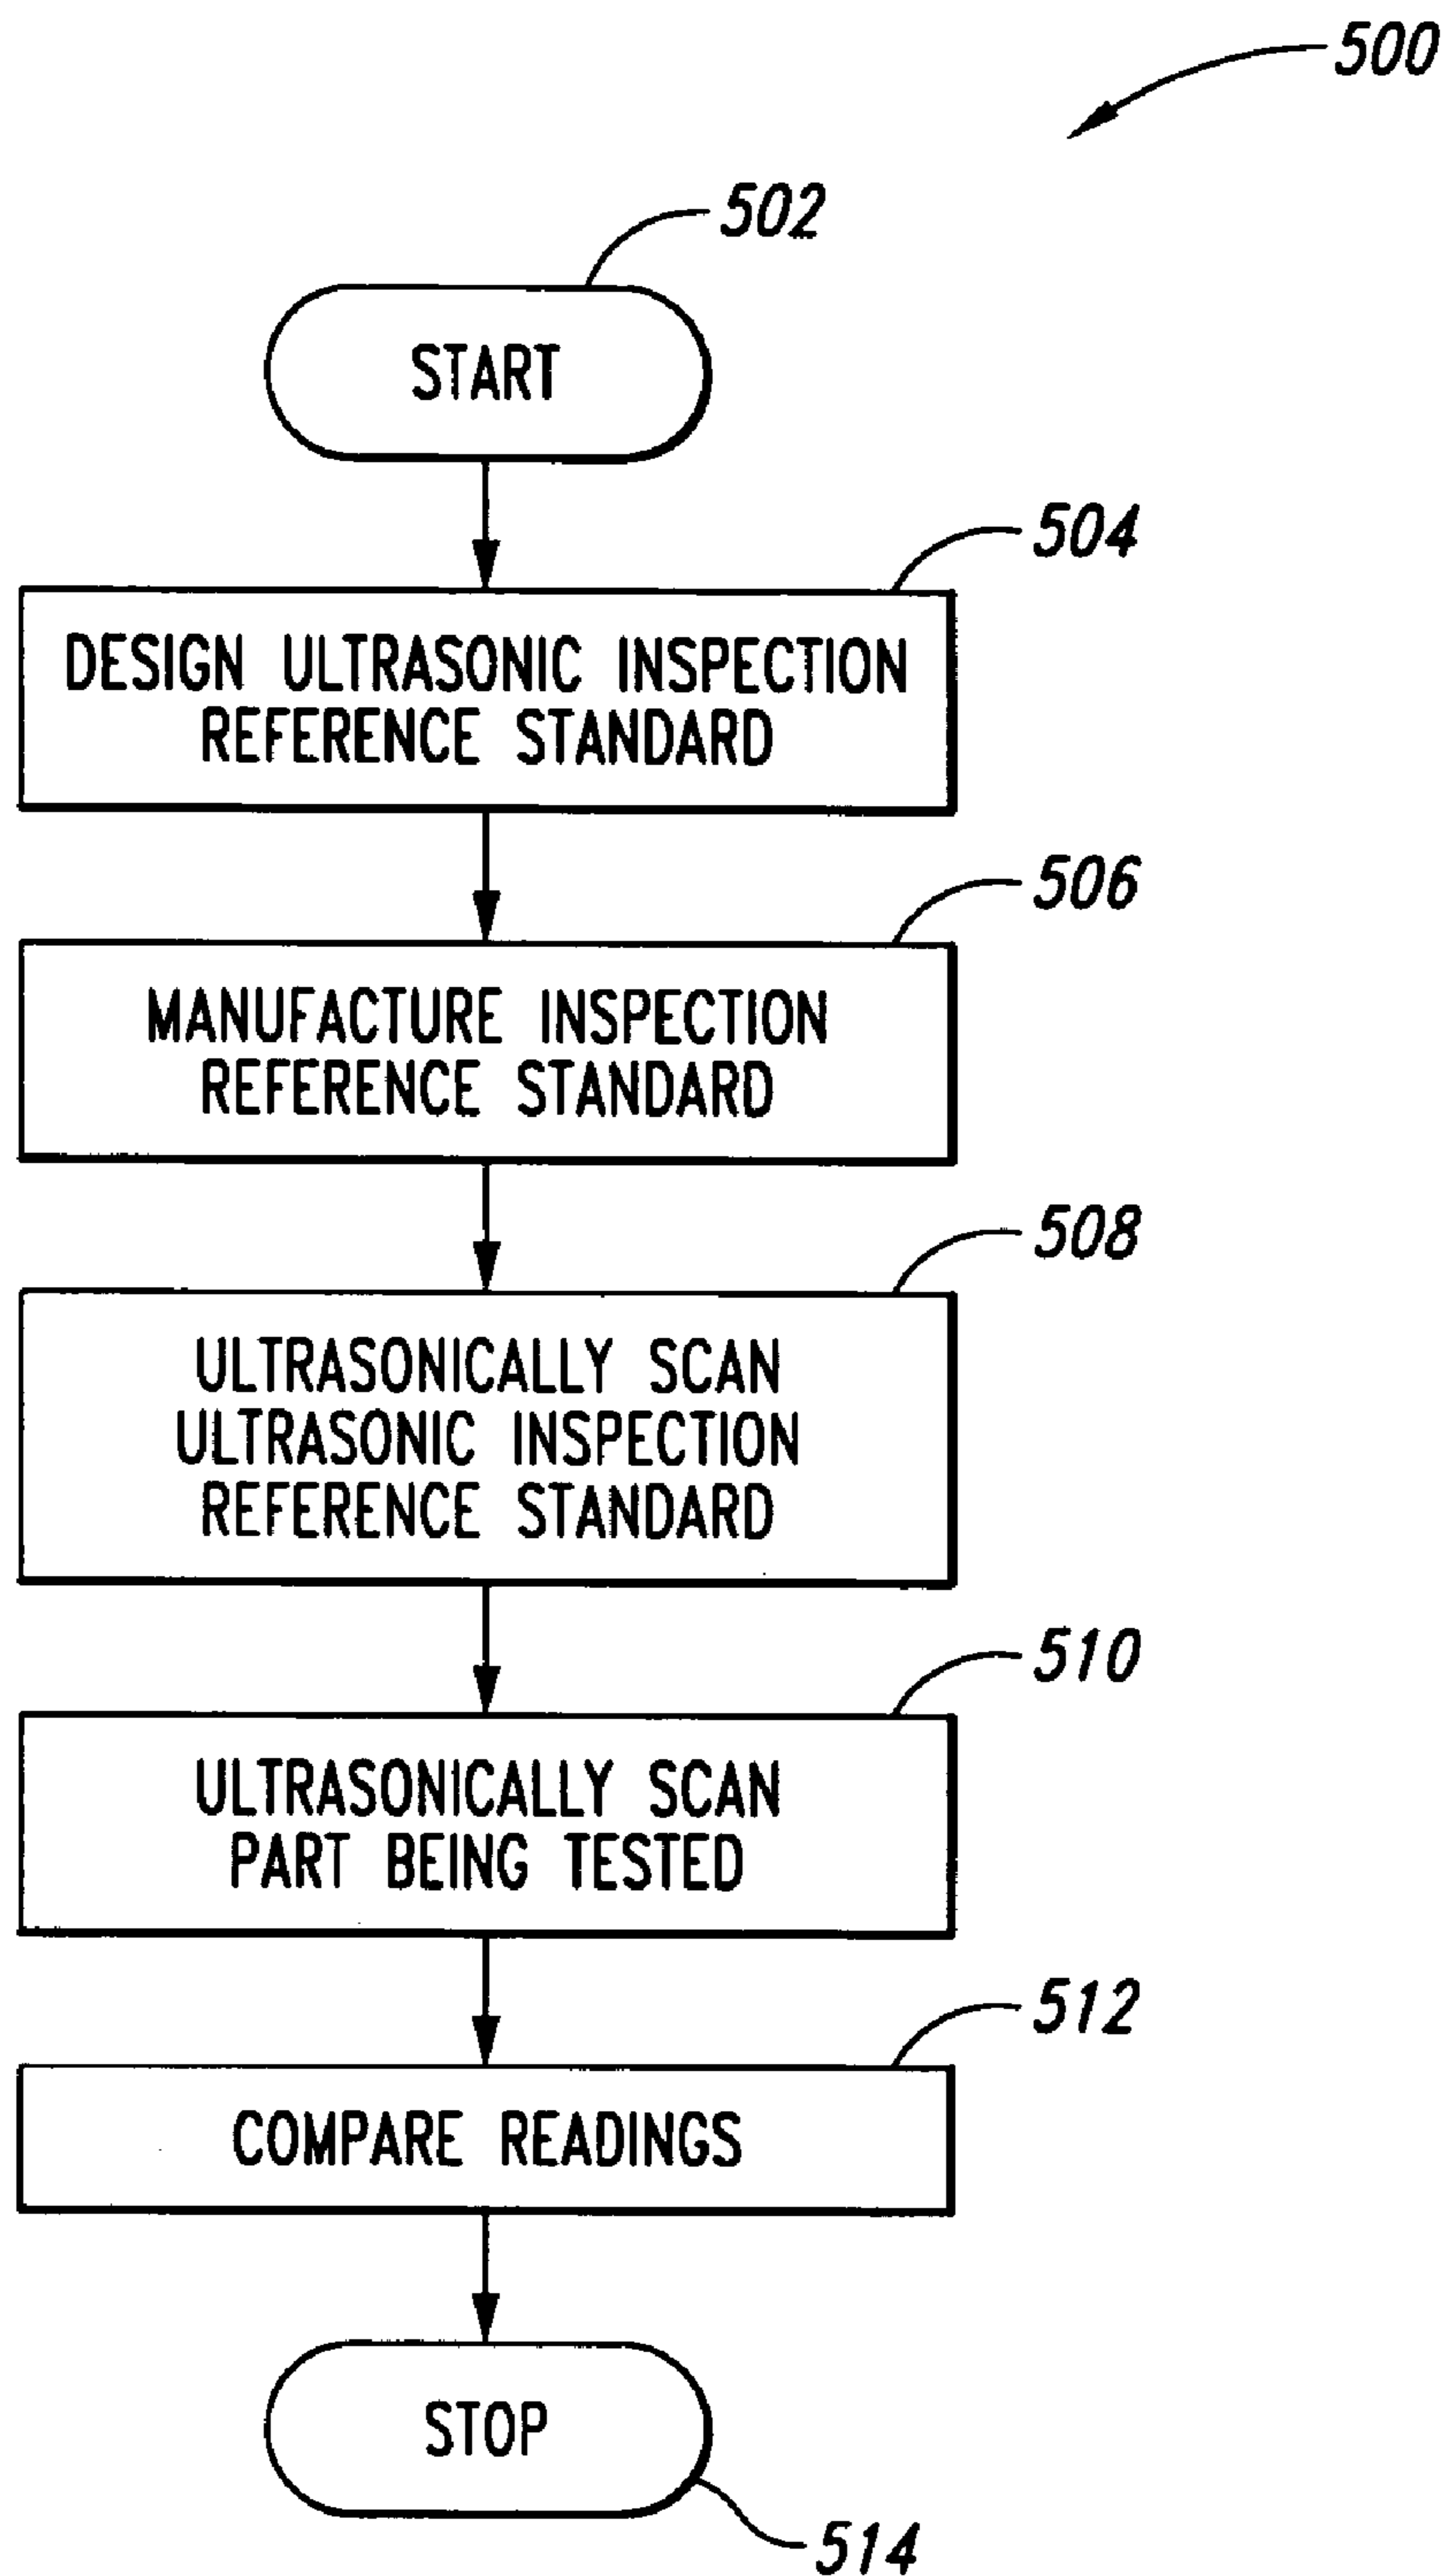 500
502
START
504
DESIGN ULTRASONIC INSPECTION
REFERENCE STANDARD
506
MANUFACTURE INSPECTION
REFERENCE STANDARD
508
ULTRASONICALLY SCAN
ULTRASONIC INSPECTION
REFERENCE STANDARD
510
ULTRASONICALLY SCAN
PART BEING TESTED
512
COMPARE READINGS
STOP
514